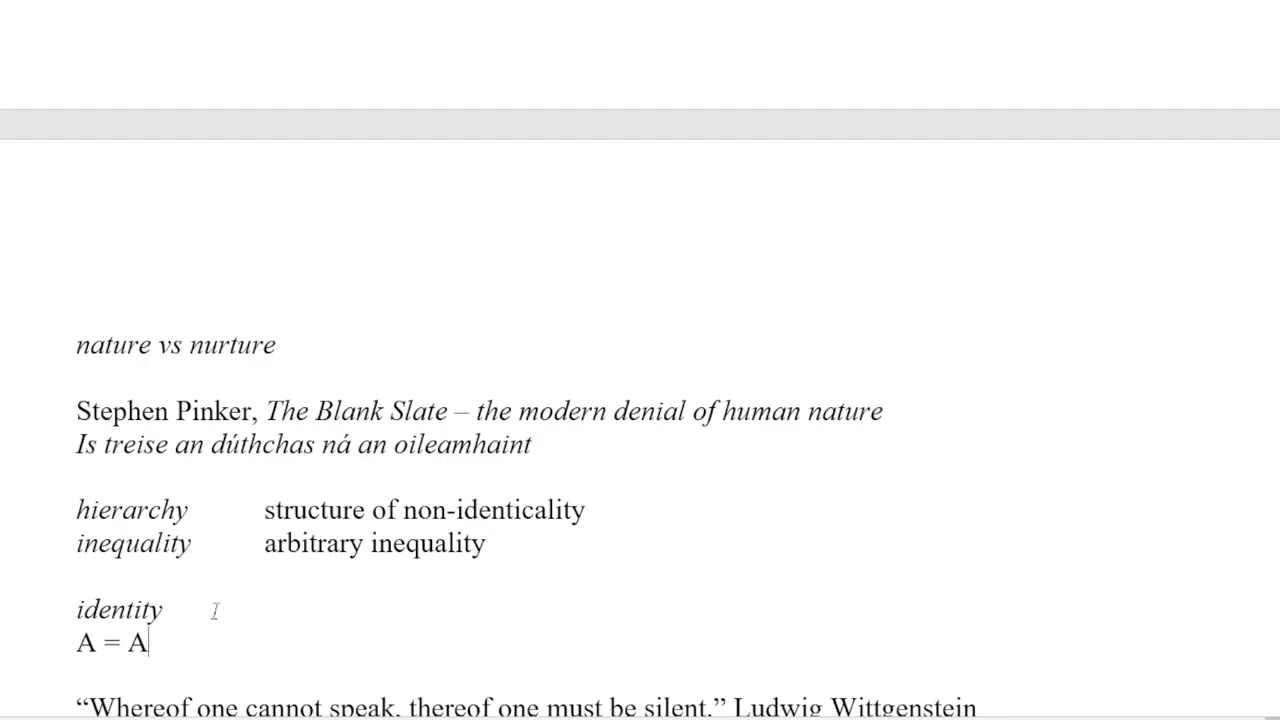 nature vs nurture
Stephen Pinker, The Blank Slate – the modern denial of human nature
Is treise an dúthchas ná an oileamhaint
hierarchy structure of non-identicality
inequality arbitrary inequality
identity
A = A
“Whereof one cannot speak, thereof one must be silent.” Ludwig Wittgenstein